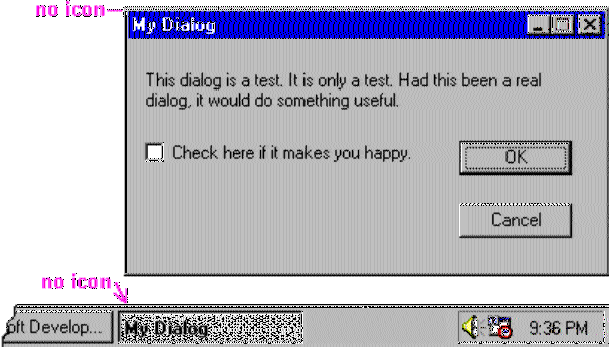 no icon
My Dialog
This dialog is a test. It is only a test. Had this been a real
dialog, it would do something useful.
Check here if it makes you happy.
OK
Cancel
no icon
oft Develop...
My Dialog
9:36 PM